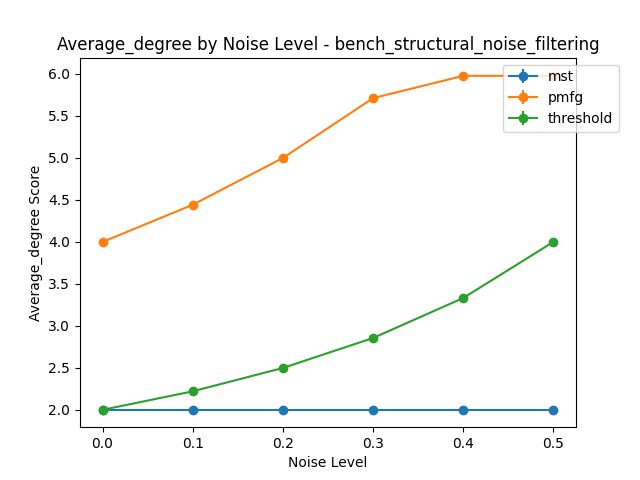 Average_degree by Noise Level - bench_structural_noise_filtering
mst
pmfg
threshold
Average_degree Score
6.0
5.5
5.0
4.5
4.0
3.5
3.0
2.5
2.0
0.0 0.1 0.2 0.3 0.4 0.5
Noise Level